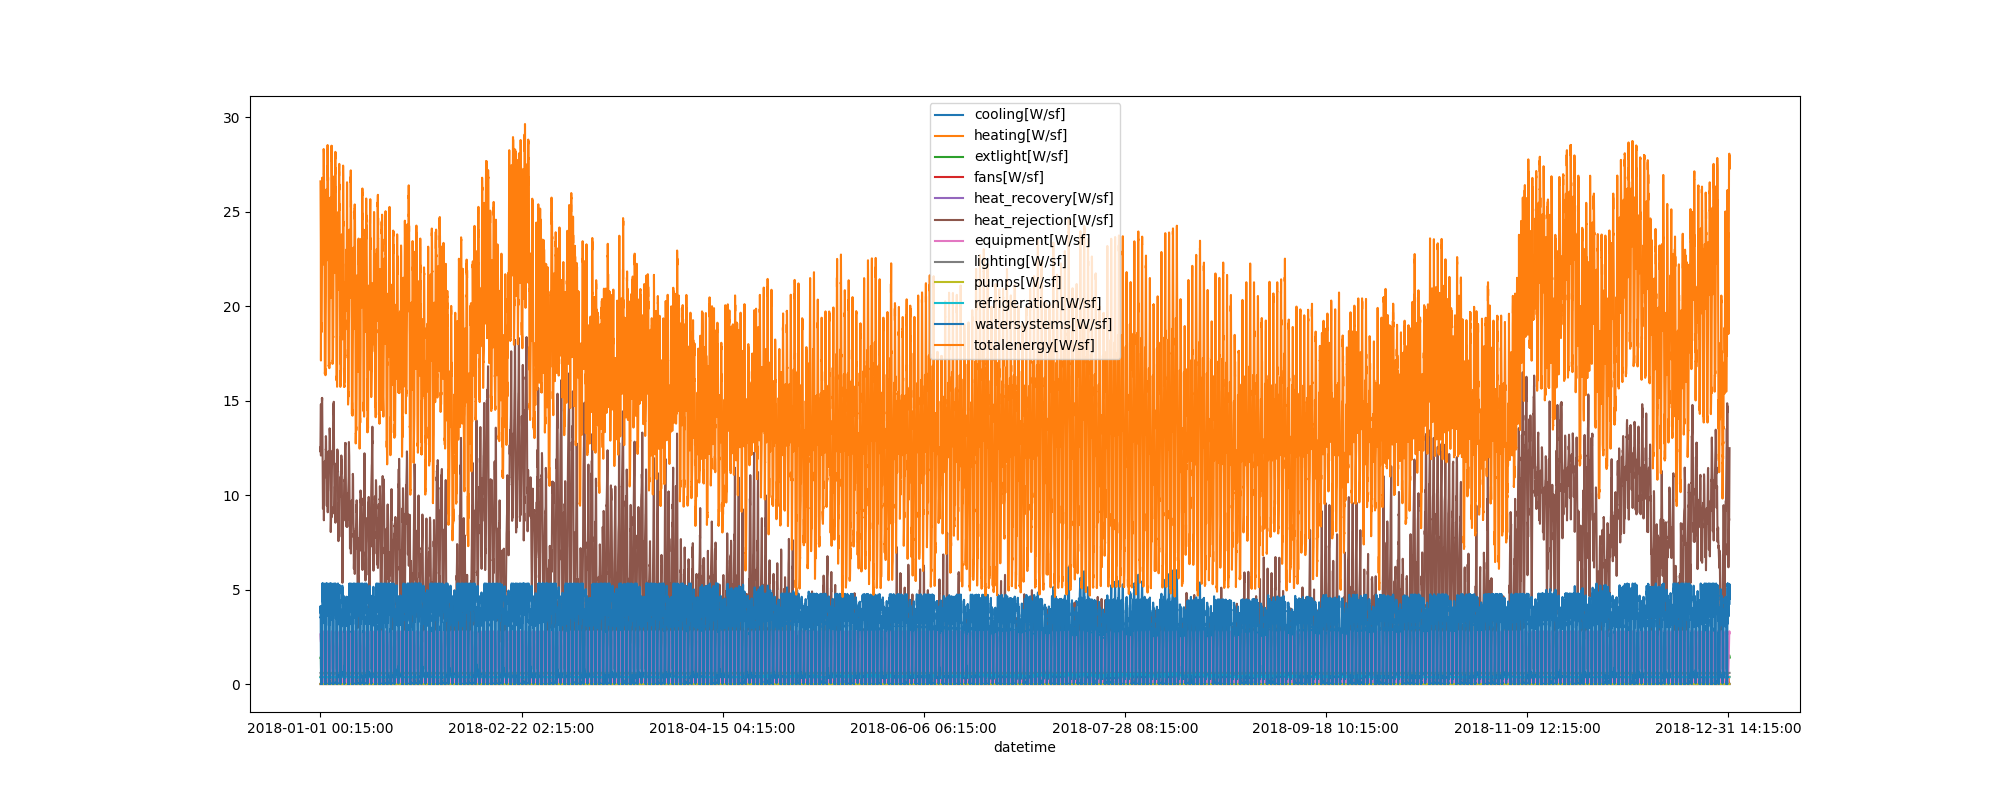 30
25
20
15
10
5
0
cooling[W/sf]
heating[W/sf]
extlight[W/sf]
fans[W/sf]
heat_recovery[W/sf]
heat_rejection[W/sf]
equipment[W/sf]
lighting[W/sf]
pumps[W/sf]
refrigeration[W/sf]
watersystems[W/sf]
totalenergy[W/sf]
2018-01-01 00:15:00 2018-02-22 02:15:00 2018-04-15 04:15:00 2018-06-06 06:15:00 2018-07-28 08:15:00 2018-09-18 10:15:00 2018-11-09 12:15:00 2018-12-31 14:15:00
datetime